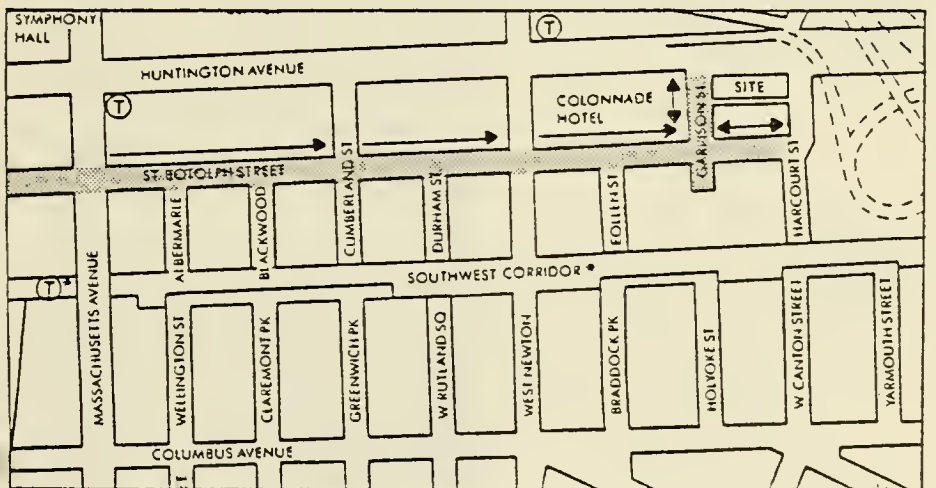 SYMPHONY
HALL
T
HUNTINGTON AVENUE
T
COLONNADE
HOTEL
GARRISON ST.
SITE
ST. BOTOLPH STREET
ALBERMARLE
BLACKWOOD
CUMBERLAND ST
DURHAM ST.
FOLLEN ST
HARCOURT ST
SOUTHWEST CORRIDOR *
T *
MASSACHUSETTS AVENUE
WELLINGTON ST
CLAREMONT PK
GREENWICH PK
W RUTLAND SQ
WEST NEWTON
BRADDOCK PK
HOLYOKE ST
W CANTON STREET
YARMOUTH STREET
COLUMBUS AVENUE